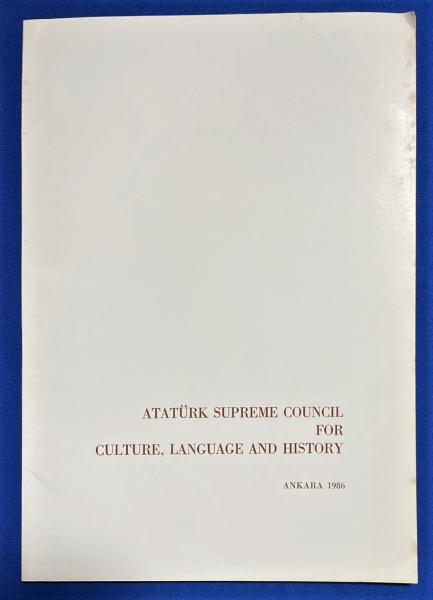 ATATÜRK SUPREME COUNCIL
FOR
CULTURE, LANGUAGE AND HISTORY
ANKARA 1986